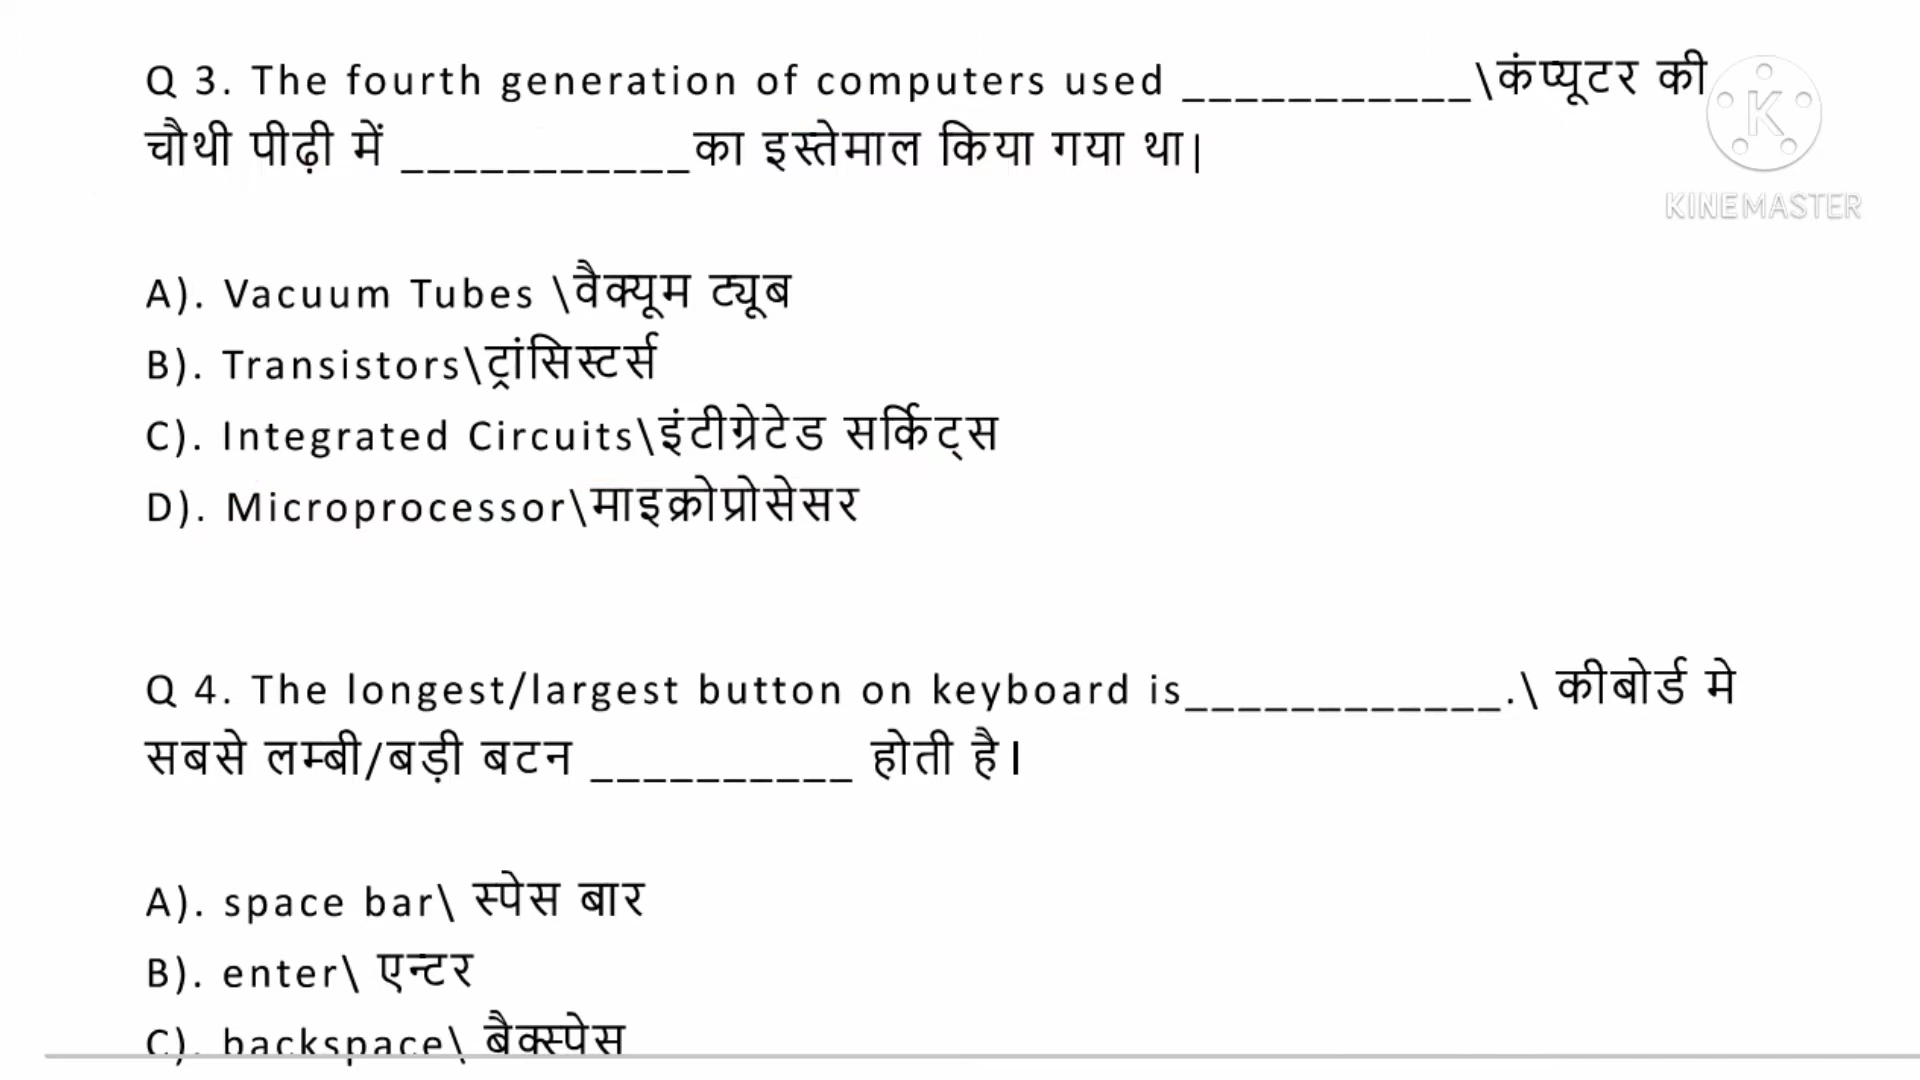 Q 3. The fourth generation of computers used ___________\कंप्यूटर की
चौथी पीढ़ी में ___________का इस्तेमाल किया गया था|
K
KINEMASTER
A). Vacuum Tubes \वैक्यूम ट्यूब
B). Transistors\ट्रांसिस्टर्स
C). Integrated Circuits\इंटीग्रेटेड सर्किट्स
D). Microprocessor\माइक्रोप्रोसेसर
Q 4. The longest/largest button on keyboard is____________.\ कीबोर्ड मे
सबसे लम्बी/बड़ी बटन __________ होती है।
A). space bar\ स्पेस बार
B). enter\ एन्टर
C). backspace\ बैक्स्पेस